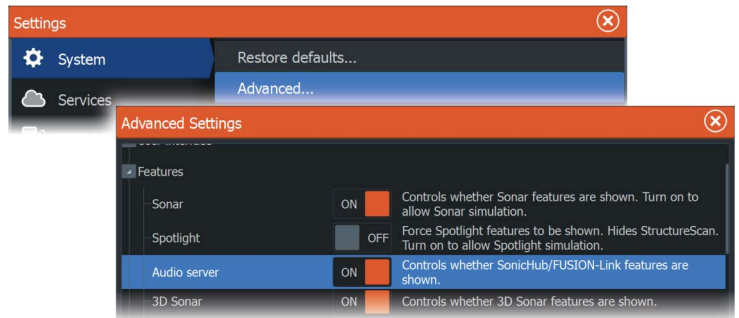 Settings
System
Restore defaults...
Services
Advanced...
Advanced Settings
User Interface
Features
Sonar
ON
Controls whether Sonar features are shown. Turn on to
allow Sonar simulation.
Spotlight
OFF
Force Spotlight features to be shown. Hides StructureScan.
Turn on to allow Spotlight simulation.
Audio server
ON
Controls whether SonicHub/FUSION-Link features are
shown.
3D Sonar
ON
Controls whether 3D Sonar features are shown.